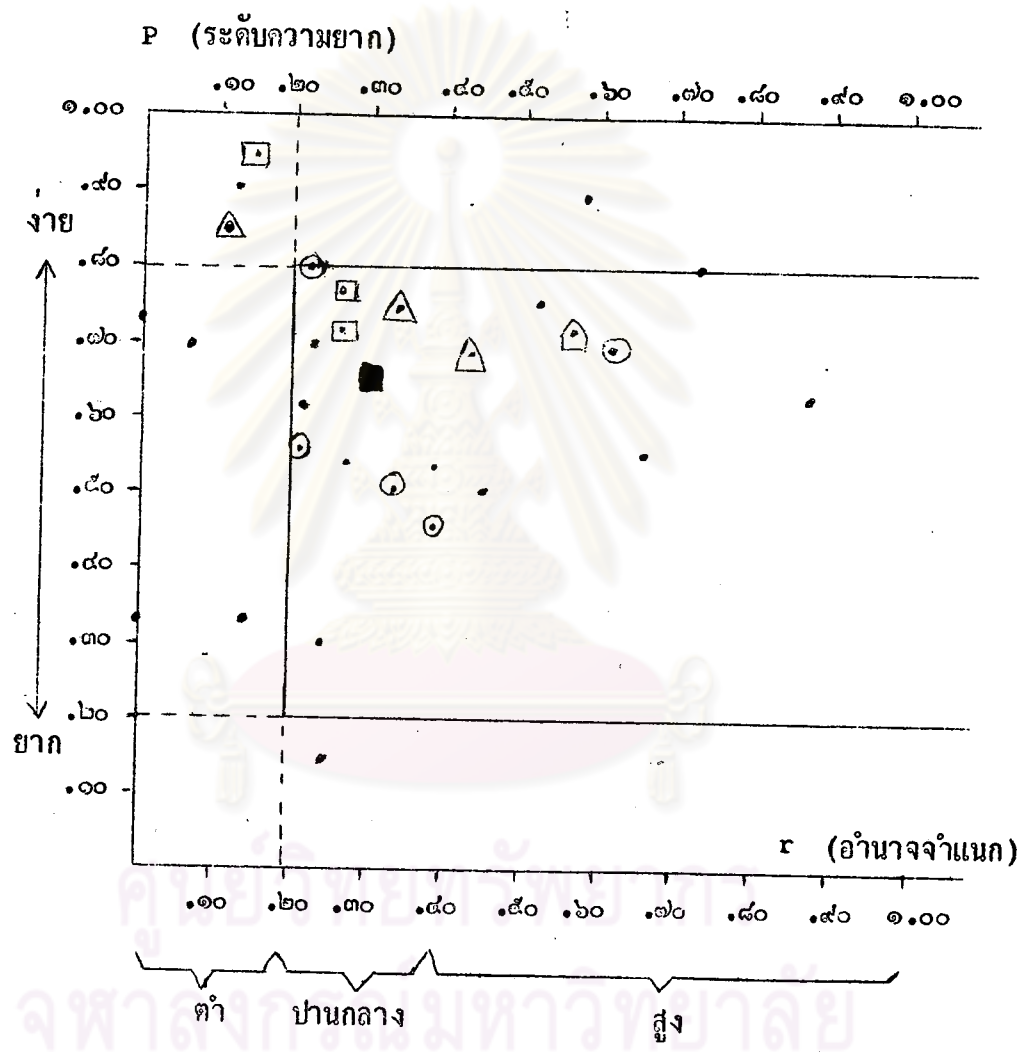 P (ระดับความยาก)
.๑๐ .๒๐ .๓๐ .๔๐ .๕๐ .๖๐ .๗๐ .๘๐ .๙๐ ๑.๐๐
๑.๐๐
.๙๐
ง่าย
.๘๐
.๗๐
.๖๐
.๕๐
.๔๐
.๓๐
.๒๐
ยาก
.๑๐
r (อำนาจจำแนก)
.๑๐ .๒๐ .๓๐ .๔๐ .๕๐ .๖๐ .๗๐ .๘๐ .๙๐ ๑.๐๐
ต่ำ ปานกลาง สูง
ศูนย์วิทยทรัพยากร
จุฬาลงกรณ์มหาวิทยาลัย